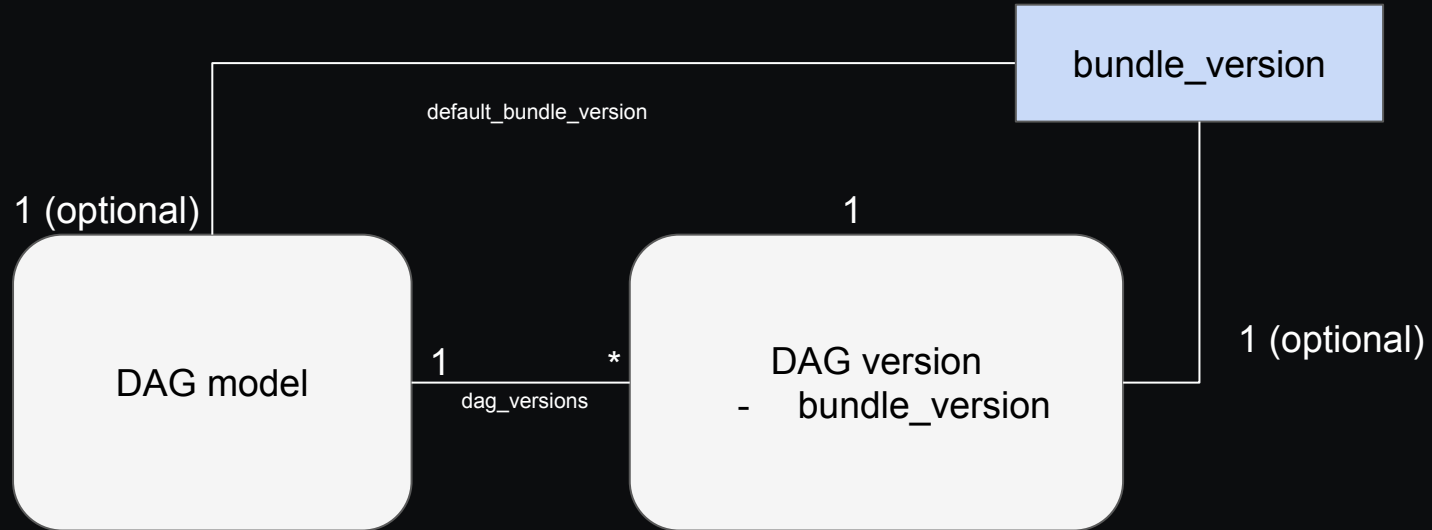 bundle_version
default_bundle_version
1 (optional)
1
DAG model
1
*
dag_versions
DAG version
- bundle_version
1 (optional)